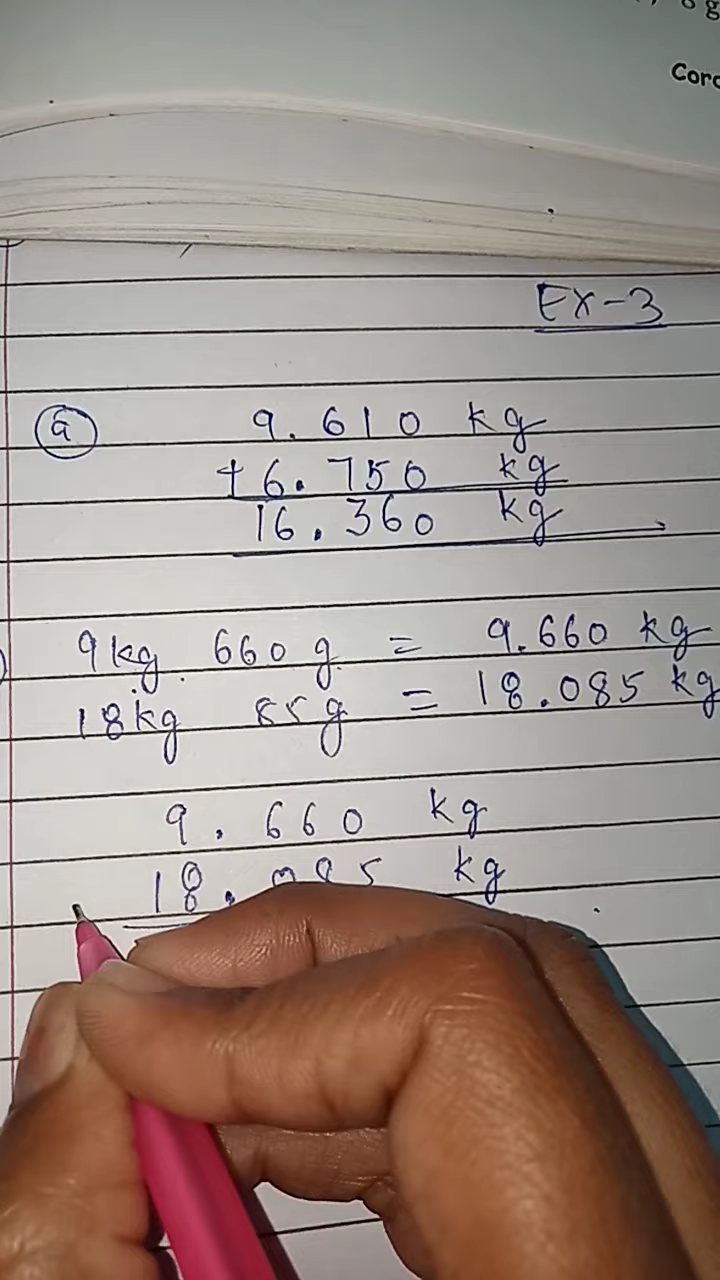 Ex-3
(a) 9.610 kg
+6.750 kg
16.360 kg
9kg 660 g = 9.660 kg
18kg 85g = 18.085 kg
9.660 kg
18.085 kg